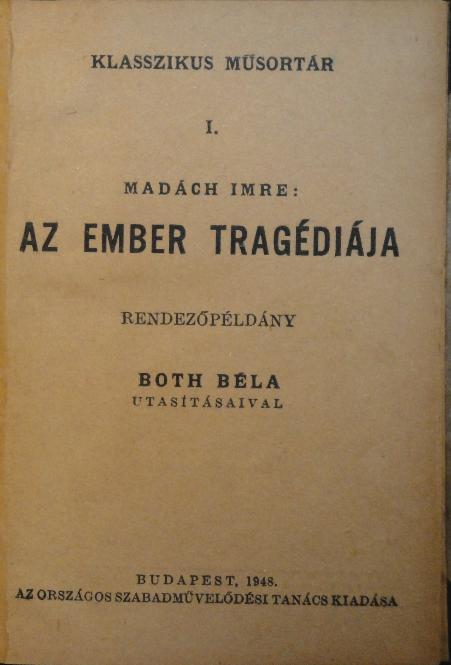 KLASSZIKUS MŰSORTÁR
I.
MADÁCH IMRE:
AZ EMBER TRAGÉDIÁJA
RENDEZŐPÉLDÁNY
BOTH BÉLA
UTASÍTÁSAIVAL
BUDAPEST, 1948.
AZ ORSZÁGOS SZABADMŰVELŐDÉSI TANÁCS KIADÁSA